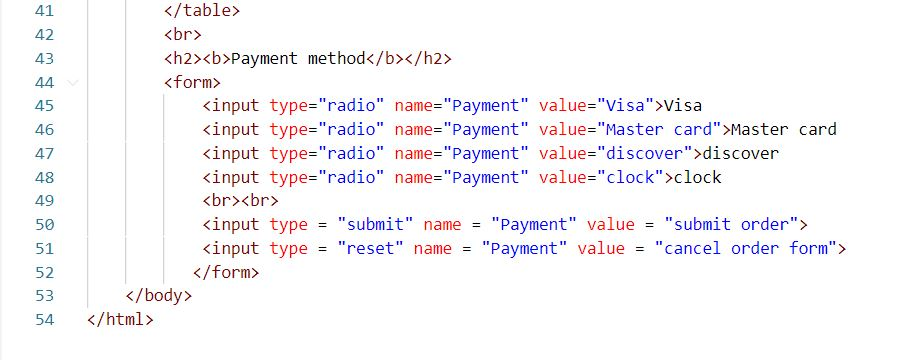 41 </table>
42 <br>
43 <h2><b>Payment method</b></h2>
44 <form>
45 <input type="radio" name="Payment" value="Visa">Visa
46 <input type="radio" name="Payment" value="Master card">Master card
47 <input type="radio" name="Payment" value="discover">discover
48 <input type="radio" name="Payment" value="clock">clock
49 <br><br>
50 <input type = "submit" name = "Payment" value = "submit order">
51 <input type = "reset" name = "Payment" value = "cancel order form">
52 </form>
53 </body>
54 </html>